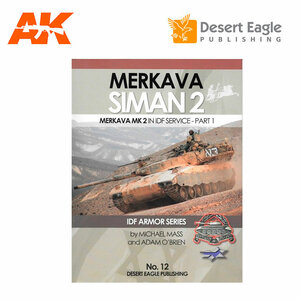 AK
Desert Eagle
PUBLISHING
MERKAVA
SIMAN 2
MERKAVA MK 2 IN IDF SERVICE - PART 1
IDF ARMOR SERIES
by MICHAEL MASS
and ADAM O'BRIEN
No. 12
DESERT EAGLE PUBLISHING